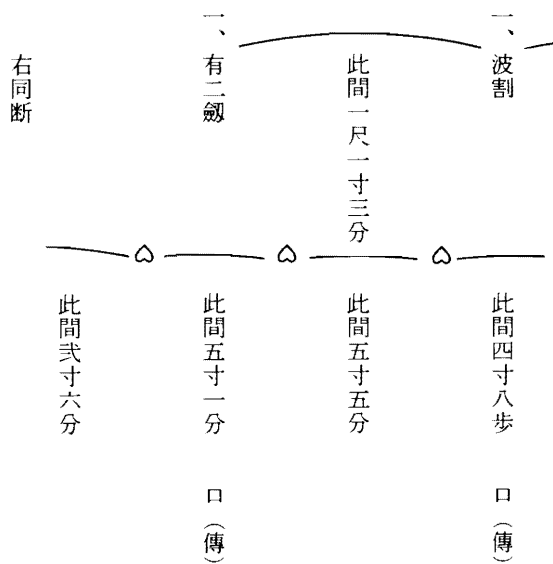 一、波割
此間四寸八歩 口(傳)
此間一尺一寸三分
此間五寸五分
一、有二劔
此間五寸一分 口(傳)
此間弐寸六分
右同断